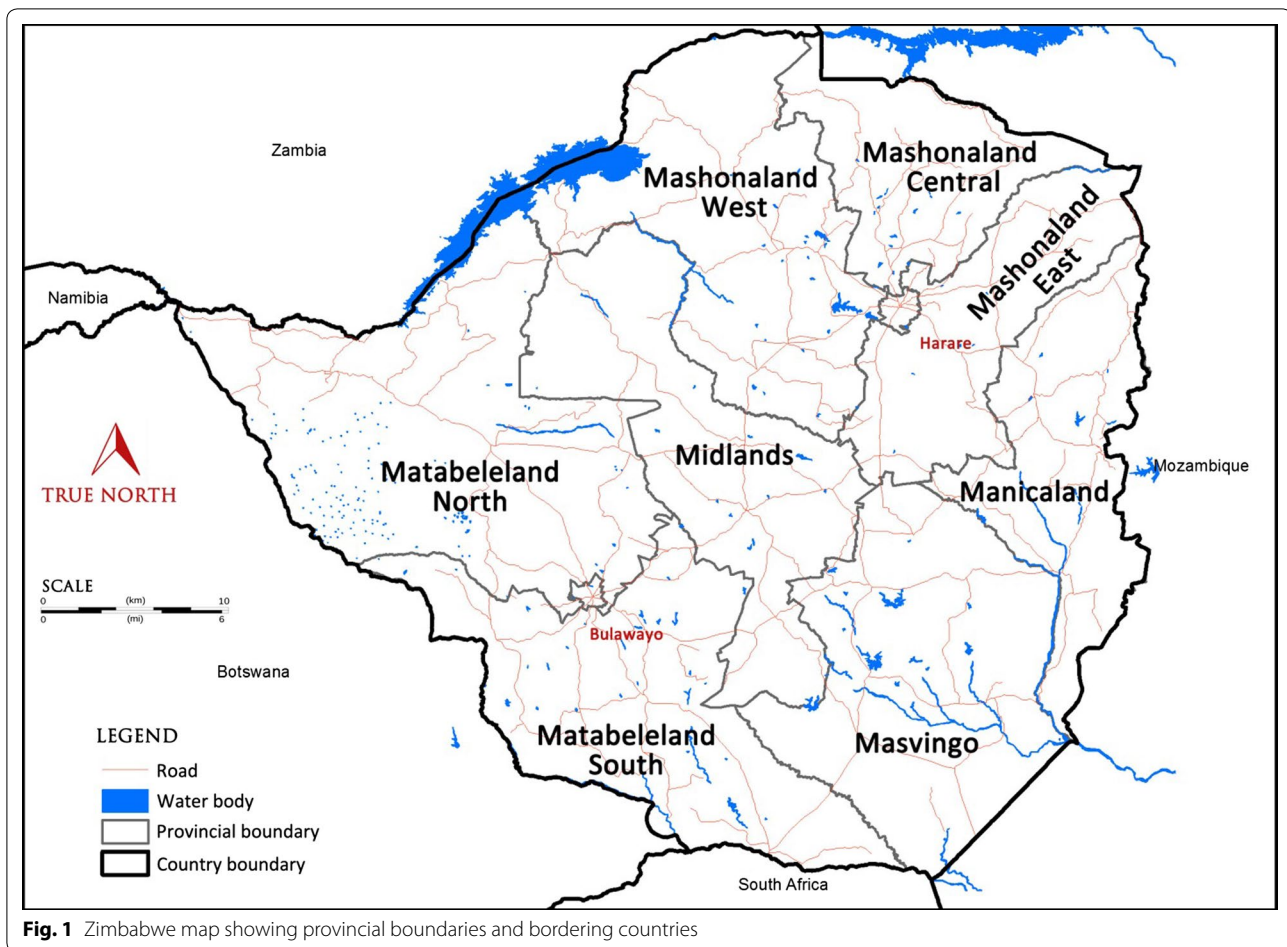 Zambia
Mashonaland
West
Mashonaland
Central
Mashonaland
East
Namibia
Harare
TRUE NORTH
Matabeleland
North
Midlands
Mozambique
Manicaland
SCALE
0 (km) 10
0 (mi) 6
Bulawayo
Botswana
Matabeleland
South
Masvingo
LEGEND
Road
Water body
Provincial boundary
Country boundary
South Africa
Fig. 1 Zimbabwe map showing provincial boundaries and bordering countries